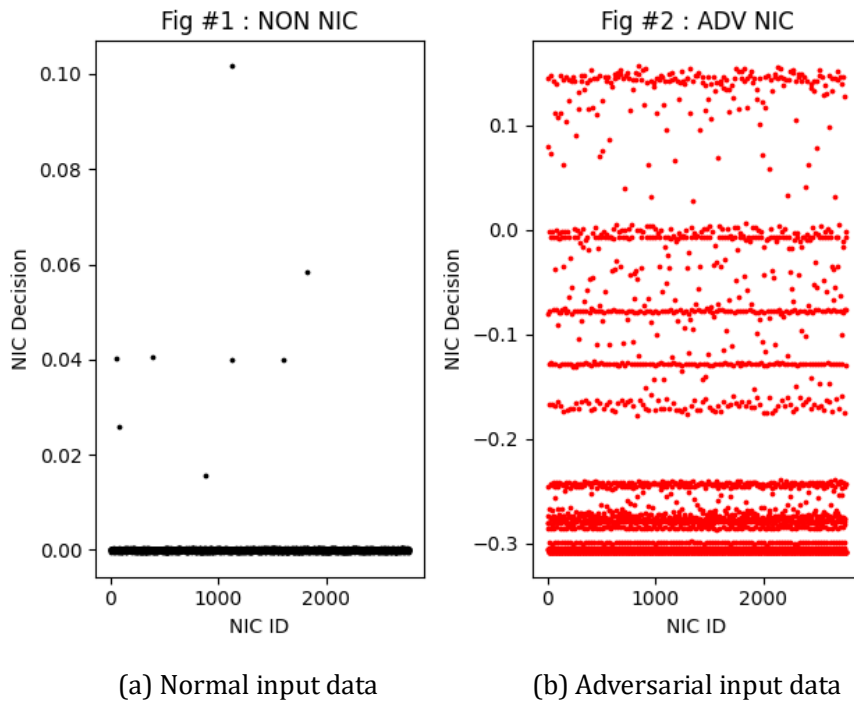 Fig #1 : NON NIC
0.10
0.08
0.06
0.04
0.02
0.00
NIC Decision
0
1000
2000
NIC ID
(a) Normal input data
Fig #2 : ADV NIC
0.1
0.0
−0.1
−0.2
−0.3
NIC Decision
0
1000
2000
NIC ID
(b) Adversarial input data